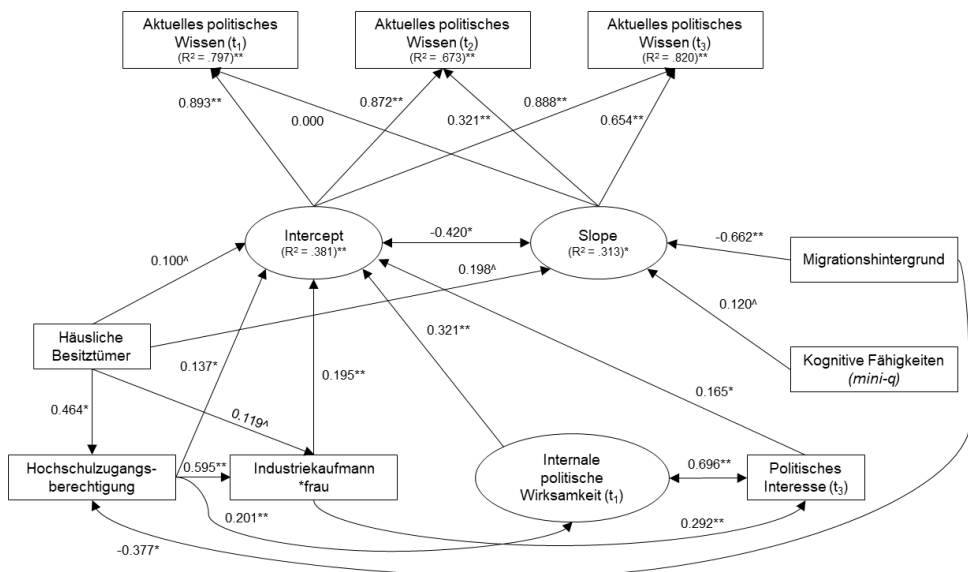 Aktuelles politisches
Wissen (t₁)
(R² = .797)**
Aktuelles politisches
Wissen (t₂)
(R² = .673)**
Aktuelles politisches
Wissen (t₃)
(R² = .820)**
0.893**
0.000
0.872**
0.321**
0.888**
0.654**
Intercept
(R² = .381)**
-0.420*
Slope
(R² = .313)*
-0.662**
Migrationshintergrund
0.100^
0.198^
0.120^
Häusliche
Besitztümer
0.137*
0.195**
0.321**
0.165*
Kognitive Fähigkeiten
(mini-q)
0.464*
0.119^
Hochschulzugangs-
berechtigung
0.595**
Industriekaufmann
*frau
Internale
politische
Wirksamkeit (t₁)
0.696**
Politisches
Interesse (t₃)
0.201**
0.292**
-0.377*